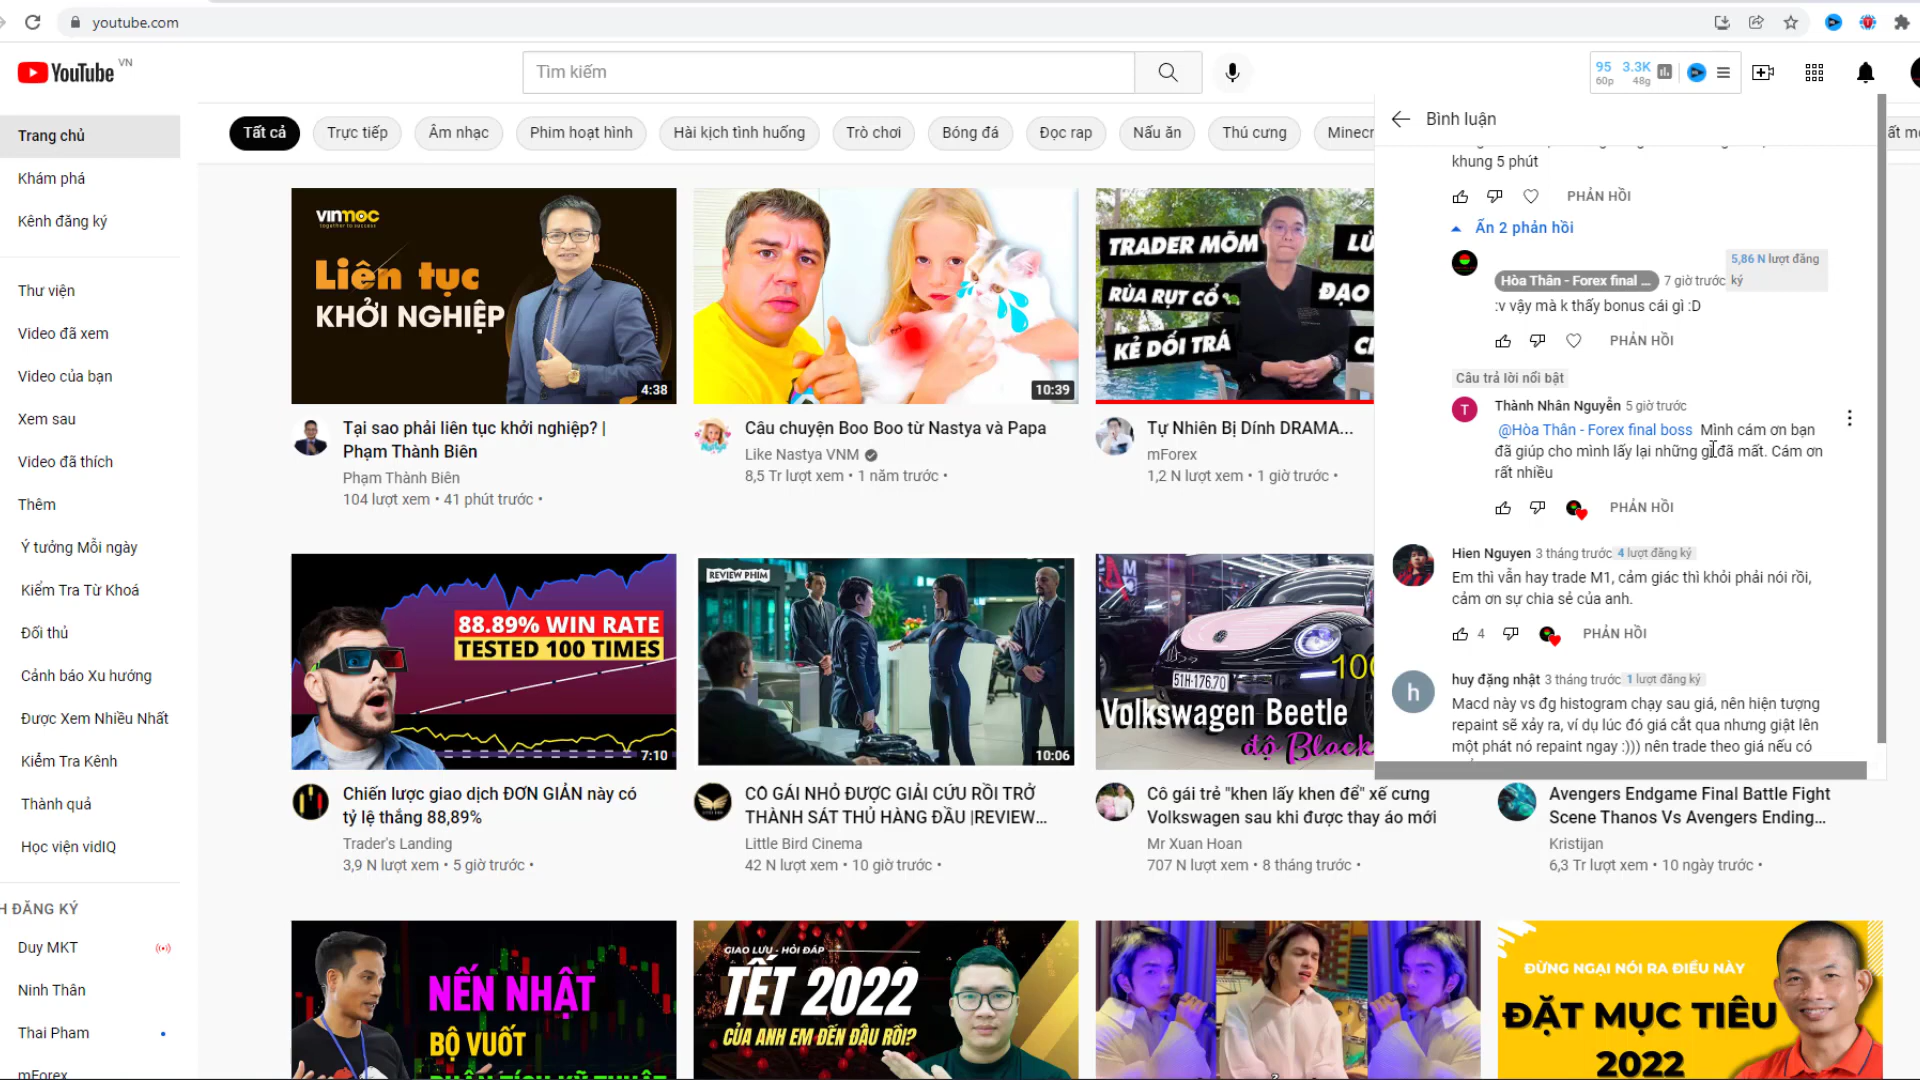 youtube.com
YouTube VN
Tìm kiếm
95 3.3K
60p 48g
Trang chủ
Khám phá
Kênh đăng ký
Thư viện
Video đã xem
Video của bạn
Xem sau
Video đã thích
Thêm
Ý tưởng Mỗi ngày
Kiểm Tra Từ Khoá
Đối thủ
Cảnh báo Xu hướng
Được Xem Nhiều Nhất
Kiểm Tra Kênh
Thành quả
Học viện vidIQ
H ĐĂNG KÝ
Duy MKT
Ninh Thân
Thai Pham
mForex
Tất cả Trực tiếp Âm nhạc Phim hoạt hình Hài kịch tình huống Trò chơi Bóng đá Đọc rap Nấu ăn Thú cưng Minecr
vinmoc
together to success
Liên tục
KHỞI NGHIỆP
4:38
Tại sao phải liên tục khởi nghiệp? |
Phạm Thành Biên
Phạm Thành Biên
104 lượt xem • 41 phút trước •
10:39
Câu chuyện Boo Boo từ Nastya và Papa
Like Nastya VNM
8,5 Tr lượt xem • 1 năm trước •
TRADER MÕM
RÙA RỤT CỔ
ĐẠO
KẺ DỐI TRÁ
Tự Nhiên Bị Dính DRAMA...
mForex
1,2 N lượt xem • 1 giờ trước •
88.89% WIN RATE
TESTED 100 TIMES
7:10
Chiến lược giao dịch ĐƠN GIẢN này có
tỷ lệ thắng 88,89%
Trader's Landing
3,9 N lượt xem • 5 giờ trước •
REVIEW PHIM
10:06
CÔ GÁI NHỎ ĐƯỢC GIẢI CỨU RỒI TRỞ
THÀNH SÁT THỦ HÀNG ĐẦU |REVIEW...
Little Bird Cinema
42 N lượt xem • 10 giờ trước •
51H-176.70
Volkswagen Beetle
độ Black
Cô gái trẻ "khen lấy khen để" xế cưng
Volkswagen sau khi được thay áo mới
Mr Xuan Hoan
707 N lượt xem • 8 tháng trước •
Avengers Endgame Final Battle Fight
Scene Thanos Vs Avengers Ending...
Kristijan
6,3 Tr lượt xem • 10 ngày trước •
NẾN NHẬT
BỘ VUỐT
GIAO LƯU - HỎI ĐÁP
TẾT 2022
CỦA ANH EM ĐẾN ĐÂU RỒI?
ĐỪNG NGẠI NÓI RA ĐIỀU NÀY
ĐẶT MỤC TIÊU
2022
Bình luận
khung 5 phút
PHẢN HỒI
Ẩn 2 phản hồi
Hòa Thân - Forex final ... 7 giờ trước 5,86 N lượt đăng ký
:v vậy mà k thấy bonus cái gì :D
PHẢN HỒI
Câu trả lời nổi bật
T
Thành Nhân Nguyễn 5 giờ trước
@Hòa Thân - Forex final boss Mình cám ơn bạn
đã giúp cho mình lấy lại những gì đã mất. Cám ơn
rất nhiều
PHẢN HỒI
Hien Nguyen 3 tháng trước 4 lượt đăng ký
Em thì vẫn hay trade M1, cảm giác thì khỏi phải nói rồi,
cảm ơn sự chia sẻ của anh.
4 PHẢN HỒI
h
huy đặng nhật 3 tháng trước 1 lượt đăng ký
Macd này vs đg histogram chạy sau giá, nên hiện tượng
repaint sẽ xảy ra, ví dụ lúc đó giá cắt qua nhưng giật lên
một phát nó repaint ngay :))) nên trade theo giá nếu có